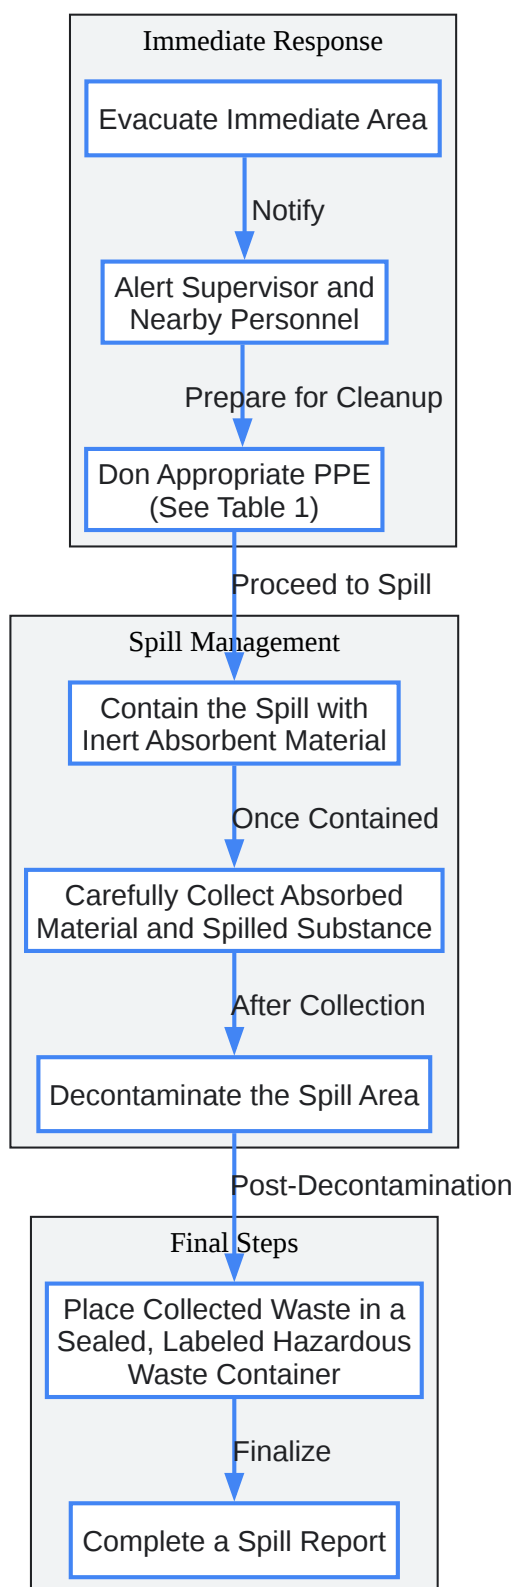 Immediate Response
Evacuate Immediate Area
Notify
Alert Supervisor and
Nearby Personnel
Prepare for Cleanup
Don Appropriate PPE
(See Table 1)
Proceed to Spill
Spill Management
Contain the Spill with
Inert Absorbent Material
Once Contained
Carefully Collect Absorbed
Material and Spilled Substance
After Collection
Decontaminate the Spill Area
Post-Decontamination
Final Steps
Place Collected Waste in a
Sealed, Labeled Hazardous
Waste Container
Finalize
Complete a Spill Report